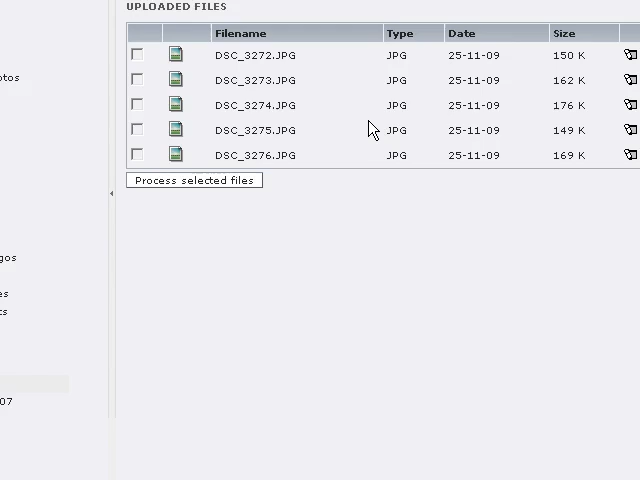 UPLOADED FILES
Filename Type Date Size
DSC_3272.JPG JPG 25-11-09 150 K
DSC_3273.JPG JPG 25-11-09 162 K
DSC_3274.JPG JPG 25-11-09 176 K
DSC_3275.JPG JPG 25-11-09 149 K
DSC_3276.JPG JPG 25-11-09 169 K
Process selected files
otos
gos
es
ts
07